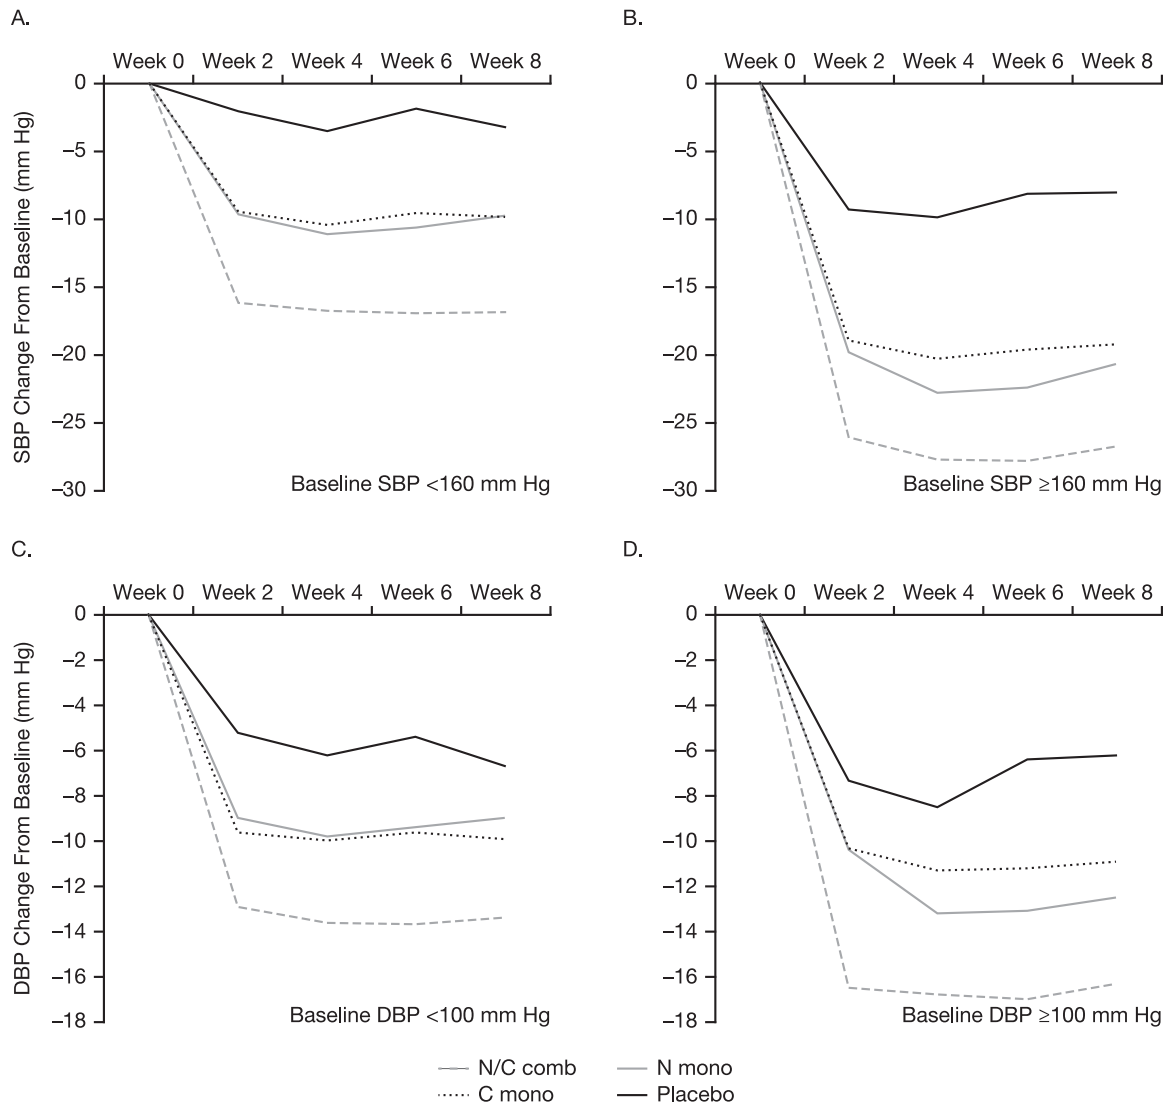 A.
Week 0 Week 2 Week 4 Week 6 Week 8
0
–5
–10
–15
–20
–25
–30
SBP Change From Baseline (mm Hg)
Baseline SBP <160 mm Hg
B.
Week 0 Week 2 Week 4 Week 6 Week 8
0
–5
–10
–15
–20
–25
–30
Baseline SBP ≥160 mm Hg
C.
Week 0 Week 2 Week 4 Week 6 Week 8
0
–2
–4
–6
–8
–10
–12
–14
–16
–18
DBP Change From Baseline (mm Hg)
Baseline DBP <100 mm Hg
D.
Week 0 Week 2 Week 4 Week 6 Week 8
0
–2
–4
–6
–8
–10
–12
–14
–16
–18
Baseline DBP ≥100 mm Hg
N/C comb
N mono
C mono
Placebo